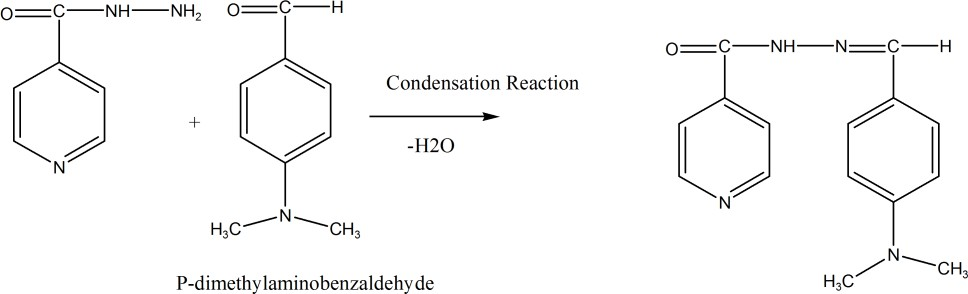 O C NH NH₂
N
+
O C H
N
H₃C CH₃
P-dimethylaminobenzaldehyde
Condensation Reaction
-H2O
O C NH N C H
N
N
H₃C CH₃